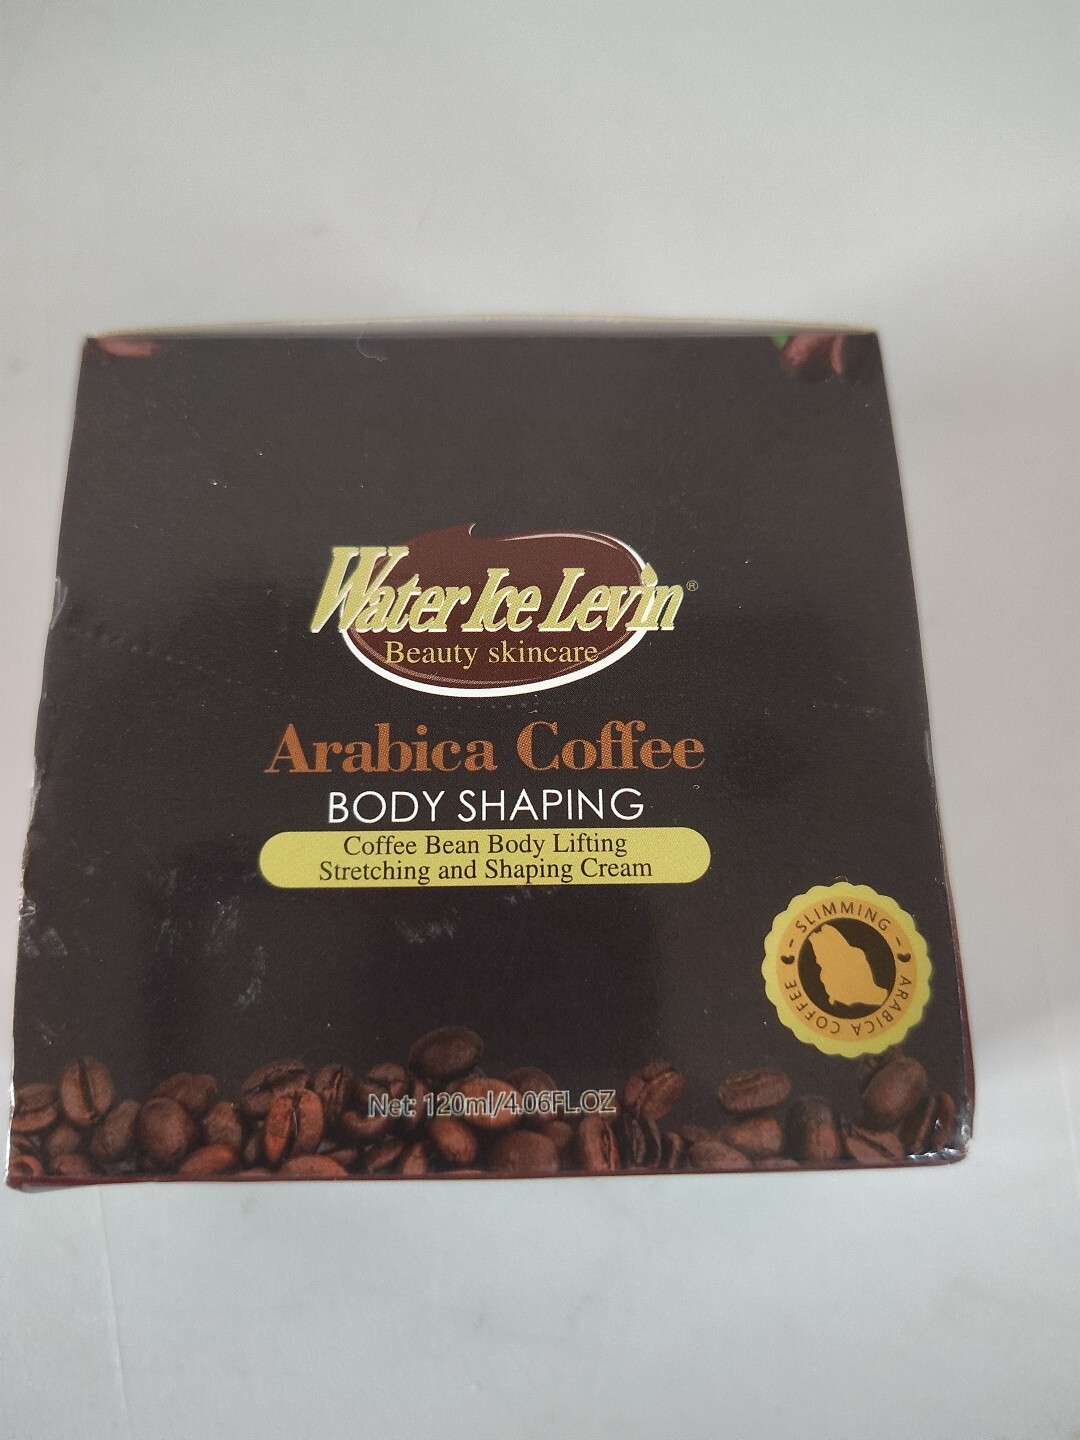 Water Ice Levin®
Beauty skincare
Arabica Coffee
BODY SHAPING
Coffee Bean Body Lifting
Stretching and Shaping Cream
- SLIMMING -
ARABICA COFFEE
Net: 120ml/4.06FL.OZ